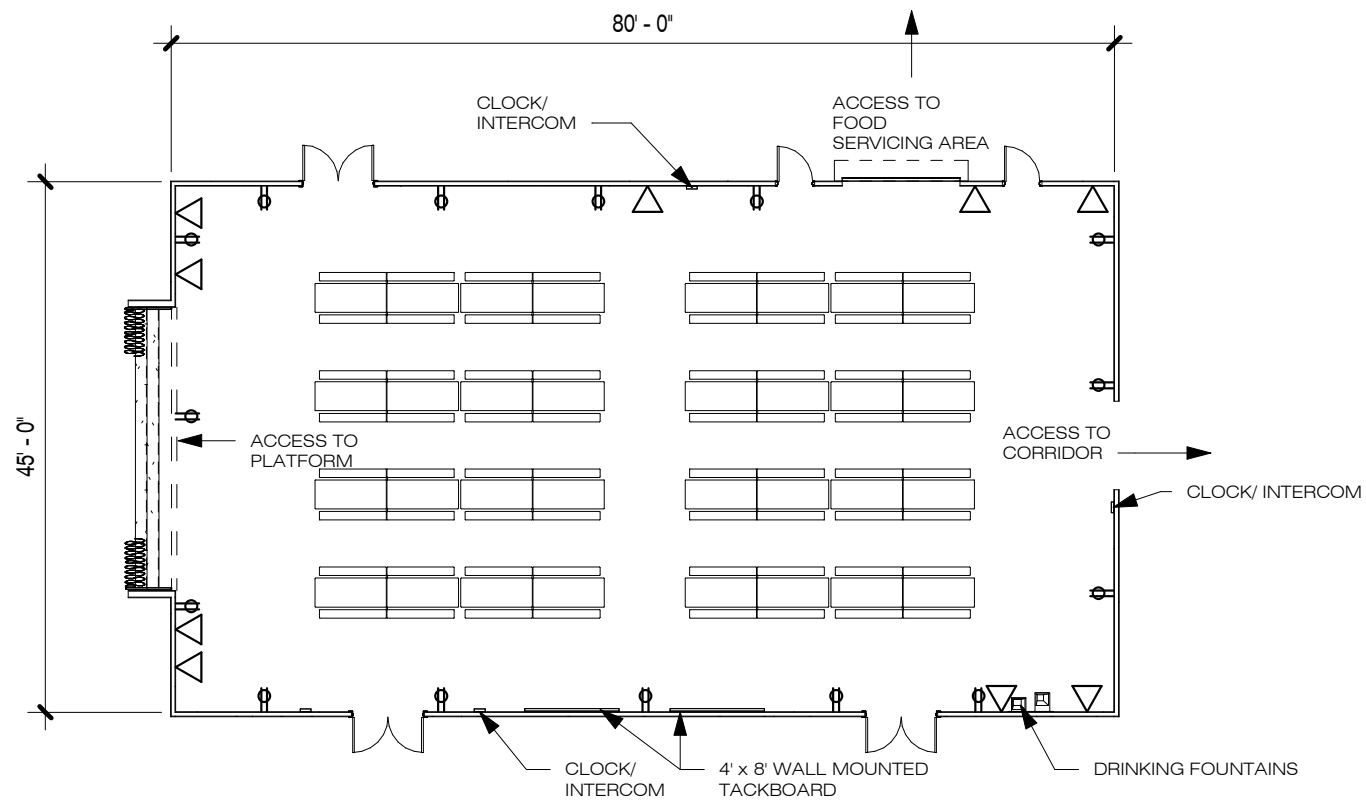 80' - 0"
CLOCK/
INTERCOM
ACCESS TO
FOOD
SERVICING AREA
45' - 0"
ACCESS TO
PLATFORM
ACCESS TO
CORRIDOR
CLOCK/ INTERCOM
CLOCK/
INTERCOM
4' x 8' WALL MOUNTED
TACKBOARD
DRINKING FOUNTAINS